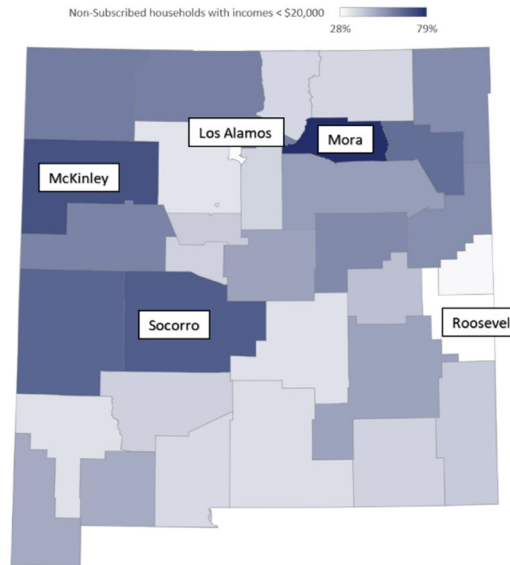 Non-Subscribed households with incomes < $20,000
28%
79%
Los Alamos
Mora
McKinley
Socorro
Roosevel